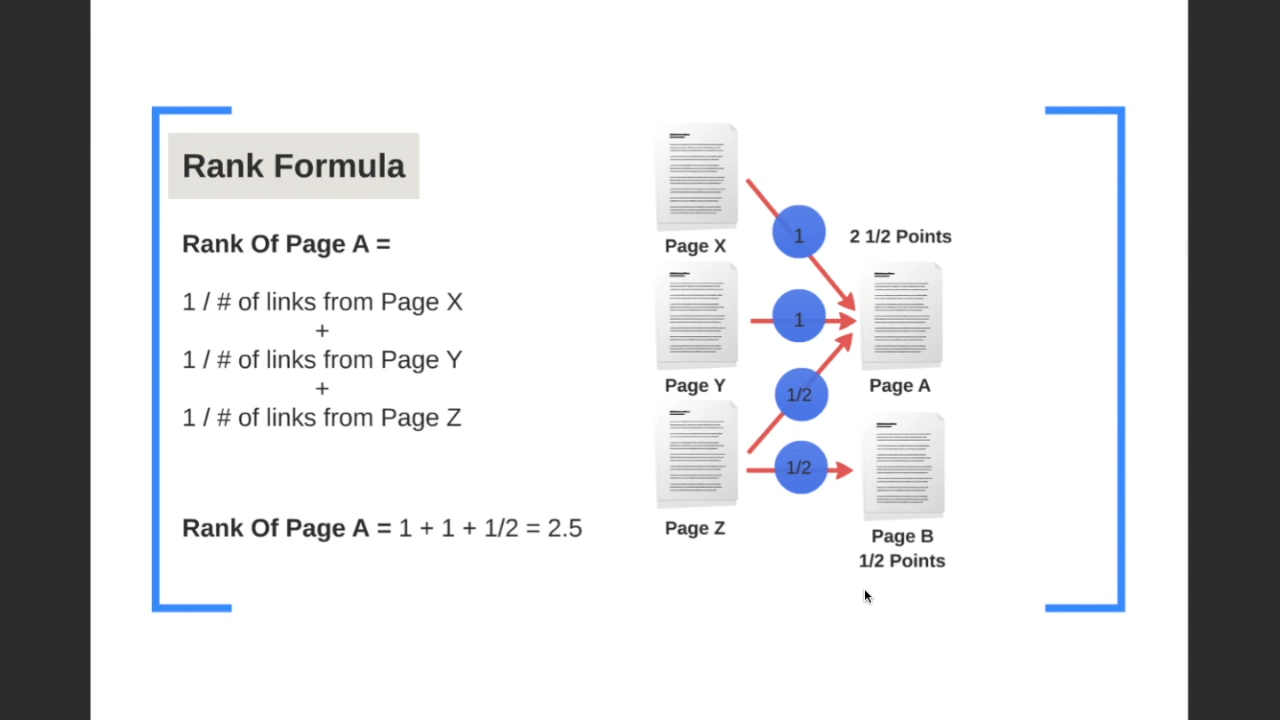 Rank Formula
Rank Of Page A =
1 / # of links from Page X
+
1 / # of links from Page Y
+
1 / # of links from Page Z
Rank Of Page A = 1 + 1 + 1/2 = 2.5
Page X
1
2 1/2 Points
1
Page Y
Page A
1/2
1/2
Page Z
Page B
1/2 Points